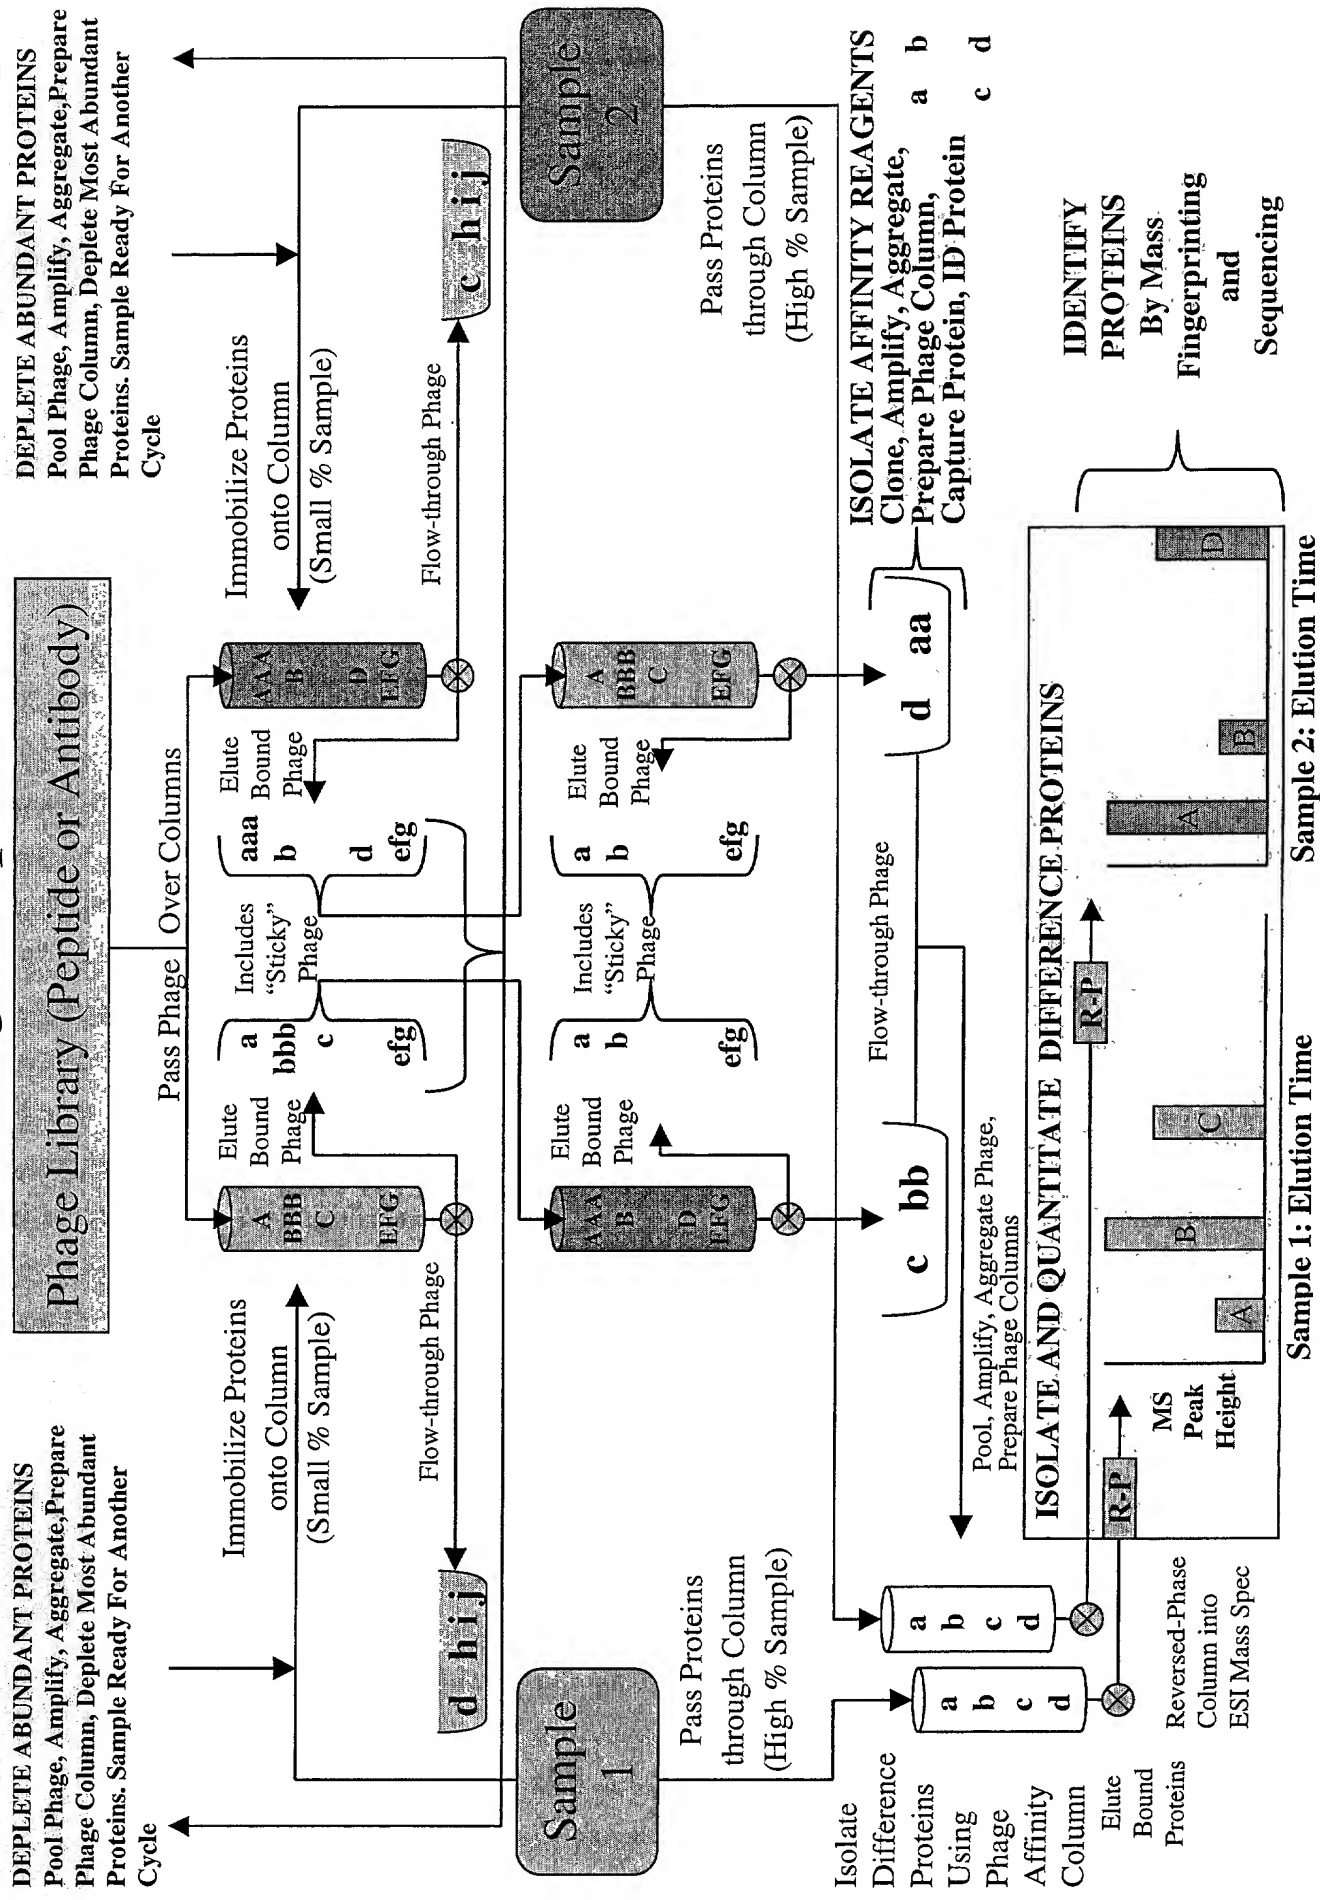 Phage Library (Peptide or Antibody)
DEPLETE ABUNDANT PROTEINS
Pool Phage, Amplify, Aggregate,Prepare
Phage Column, Deplete Most Abundant
Proteins. Sample Ready For Another
Cycle
DEPLETE ABUNDANT PROTEINS
Pool Phage, Amplify, Aggregate,Prepare
Phage Column, Deplete Most Abundant
Proteins. Sample Ready For Another
Cycle
Pass Phage Over Columns
Immobilize Proteins
onto Column
(Small % Sample)
A
BBB
C
EFG
Elute
Bound
Phage
a
bbb
c
efg
Includes
“Sticky”
Phage
aaa
b
d
efg
Elute
Bound
Phage
AAA
B
D
EFG
Immobilize Proteins
onto Column
(Small % Sample)
Flow-through Phage
d h i j
Flow-through Phage
c h i j
Sample
1
Sample
2
AAA
B
D
EFG
Elute
Bound
Phage
a
b
efg
Includes
“Sticky”
Phage
a
b
efg
Elute
Bound
Phage
A
BBB
C
EFG
Pass Proteins
through Column
(High % Sample)
Pass Proteins
through Column
(High % Sample)
c bb
Flow-through Phage
d aa
ISOLATE AFFINITY REAGENTS
Clone, Amplify, Aggregate,
Prepare Phage Column,
Capture Protein, ID Protein
a b
c d
Isolate
Difference
Proteins
Using
Phage
Affinity
Column
a
b
c
d
a
b
c
d
Pool, Amplify, Aggregate Phage,
Prepare Phage Columns
Elute
Bound
Proteins
Reversed-Phase
Column into
ESI Mass Spec
ISOLATE AND QUANTITATE DIFFERENCE PROTEINS
R-P
R-P
MS
Peak
Height
A
B
C
A
B
D
Sample 1: Elution Time
Sample 2: Elution Time
IDENTIFY
PROTEINS
By Mass
Fingerprinting
and
Sequencing